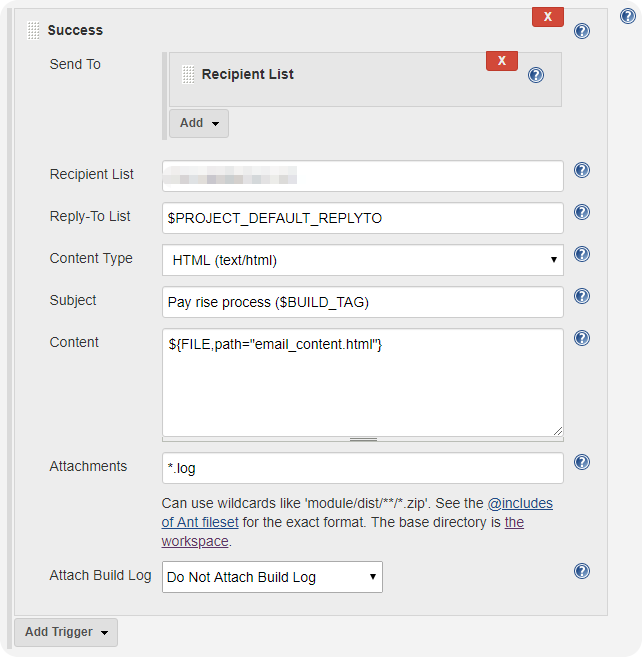 X
Success
Send To
Recipient List
X
Add
Recipient List
Reply-To List
$PROJECT_DEFAULT_REPLYTO
Content Type
HTML (text/html)
Subject
Pay rise process ($BUILD_TAG)
Content
${FILE,path="email_content.html"}
Attachments
*.log
Can use wildcards like 'module/dist/**/*.zip'. See the @includes
of Ant fileset for the exact format. The base directory is the
workspace.
Attach Build Log
Do Not Attach Build Log
Add Trigger